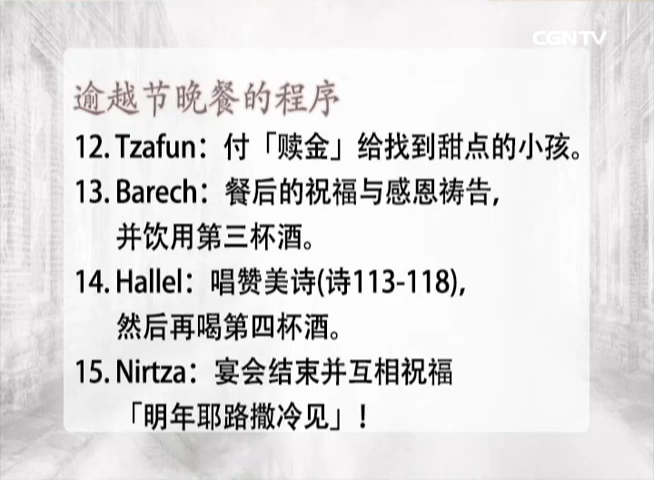 CGNTV
逾越节晚餐的程序
12. Tzafun：付「赎金」给找到甜点的小孩。
13. Barech：餐后的祝福与感恩祷告,
并饮用第三杯酒。
14. Hallel：唱赞美诗(诗113-118),
然后再喝第四杯酒。
15. Nirtza：宴会结束并互相祝福
「明年耶路撒冷见」!